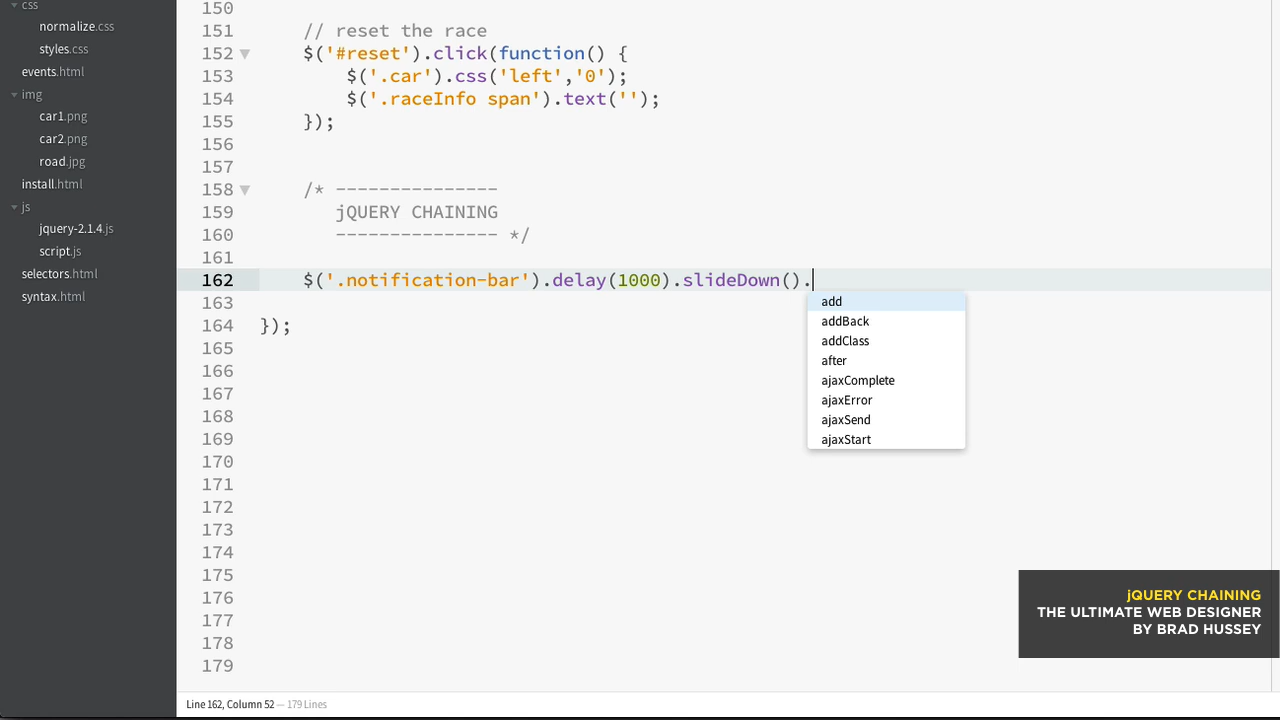 css
normalize.css
styles.css
events.html
img
car1.png
car2.png
road.jpg
install.html
js
jquery-2.1.4.js
script.js
selectors.html
syntax.html
150
151 // reset the race
152 $('#reset').click(function() {
153 $('.car').css('left','0');
154 $('.raceInfo span').text('');
155 });
156
157
158 /* ---------------
159 jQUERY CHAINING
160 --------------- */
161
162 $('.notification-bar').delay(1000).slideDown().
163
164 });
165
166
167
168
169
170
171
172
173
174
175
176
177
178
179
add
addBack
addClass
after
ajaxComplete
ajaxError
ajaxSend
ajaxStart
jQUERY CHAINING
THE ULTIMATE WEB DESIGNER
BY BRAD HUSSEY
Line 162, Column 52 — 179 Lines